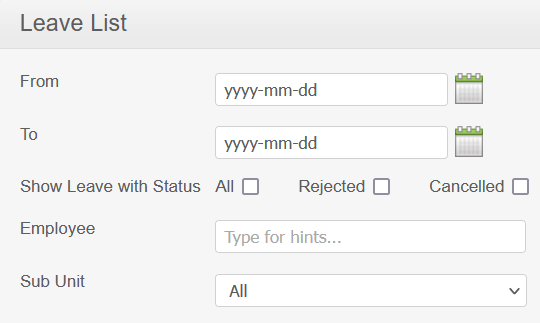 Leave List
From yyyy-mm-dd
To yyyy-mm-dd
Show Leave with Status All Rejected Cancelled
Employee Type for hints...
Sub Unit All